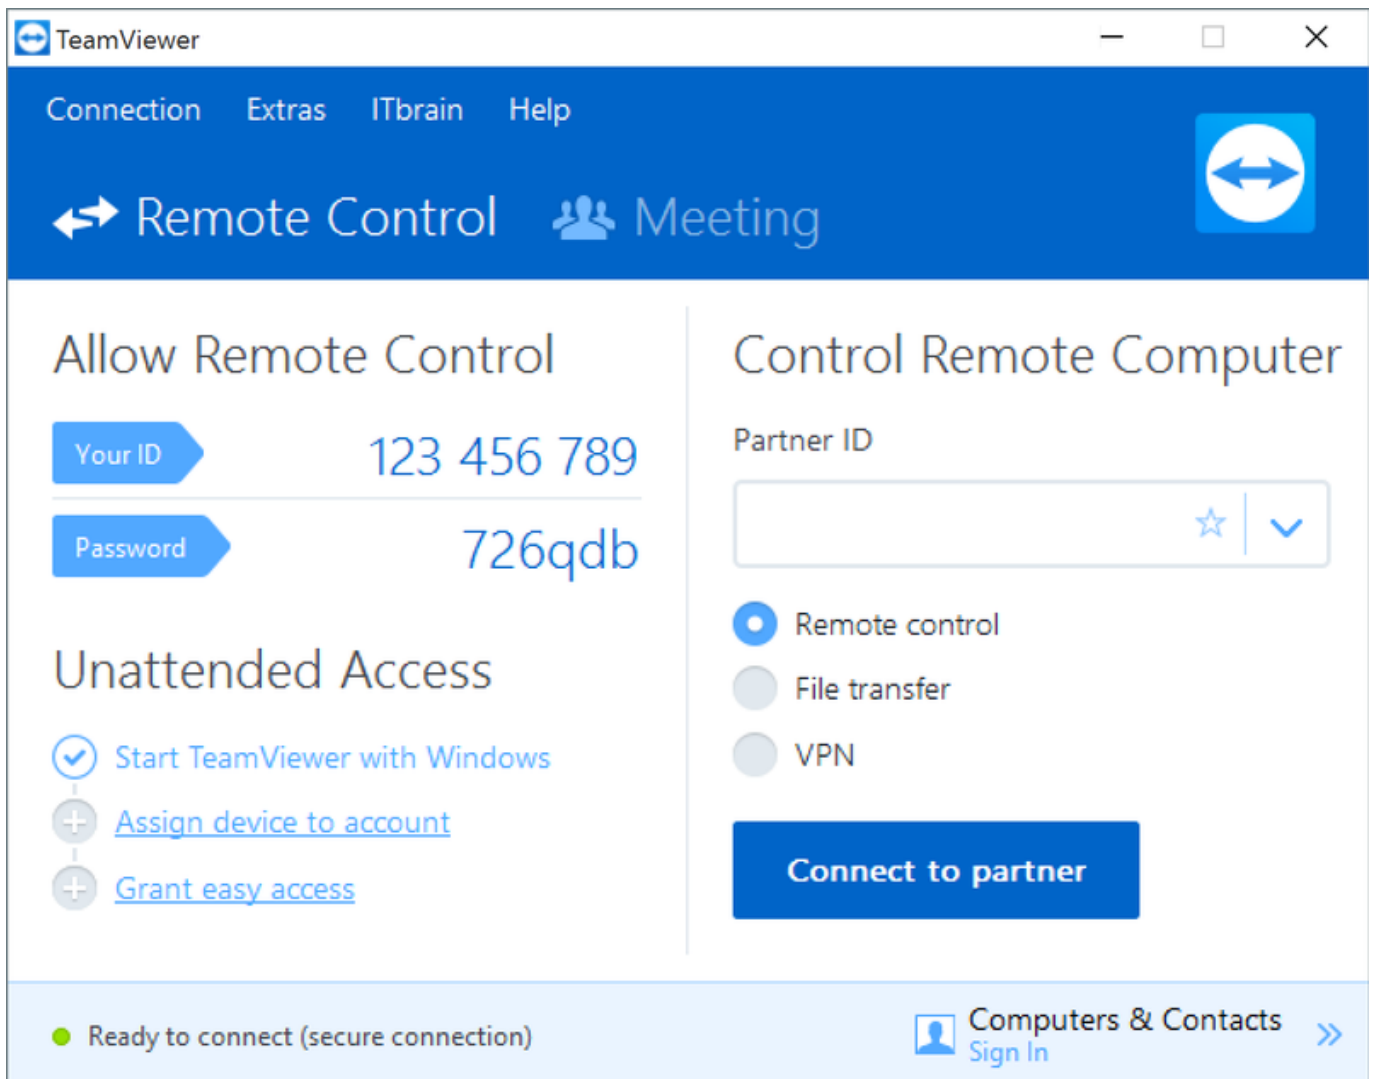 TeamViewer
Connection Extras ITbrain Help
Remote Control Meeting
Allow Remote Control
Your ID 123 456 789
Password 726qdb
Unattended Access
Start TeamViewer with Windows
Assign device to account
Grant easy access
Control Remote Computer
Partner ID
Remote control
File transfer
VPN
Connect to partner
Ready to connect (secure connection)
Computers & Contacts
Sign In